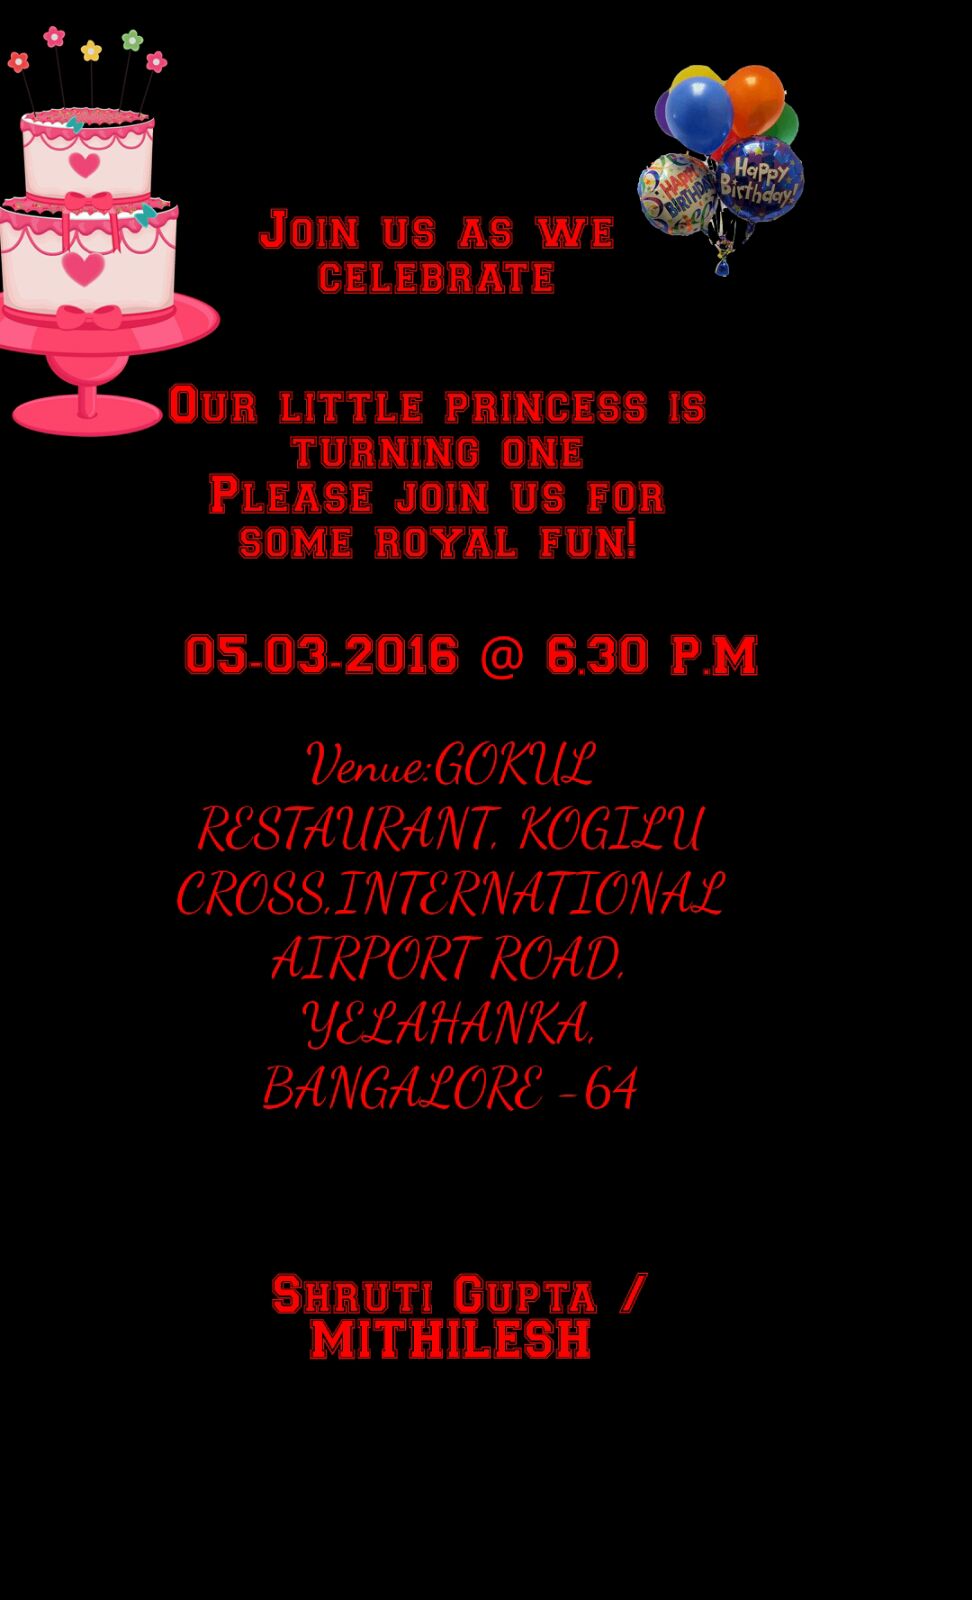 HAPPY
BIRTHDAY
Happy
Birthday!
Join us as we
celebrate
Our little princess is
turning one
Please join us for
some royal fun!
05-03-2016 @ 6.30 P.M
Venue:GOKUL
RESTAURANT, KOGILU
CROSS,INTERNATIONAL
AIRPORT ROAD,
YELAHANKA,
BANGALORE -64
Shruti Gupta /
MITHILESH